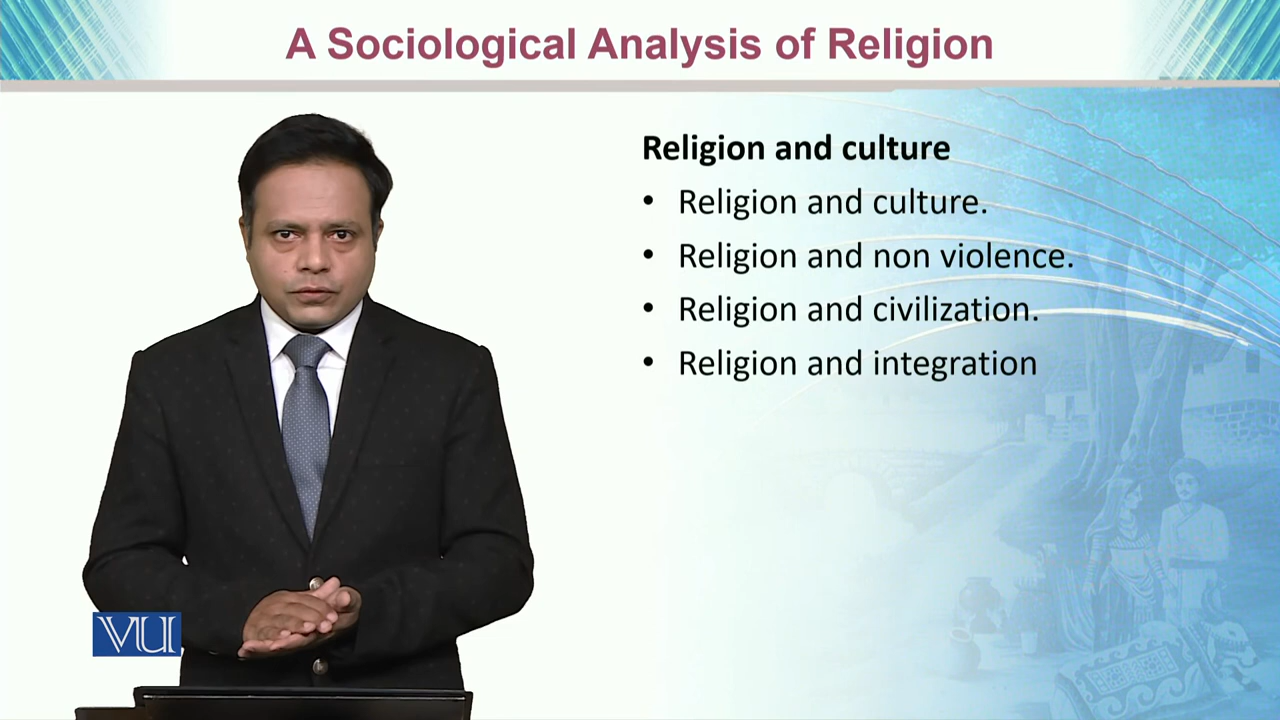 A Sociological Analysis of Religion
Religion and culture
• Religion and culture.
• Religion and non violence.
• Religion and civilization.
• Religion and integration
VU